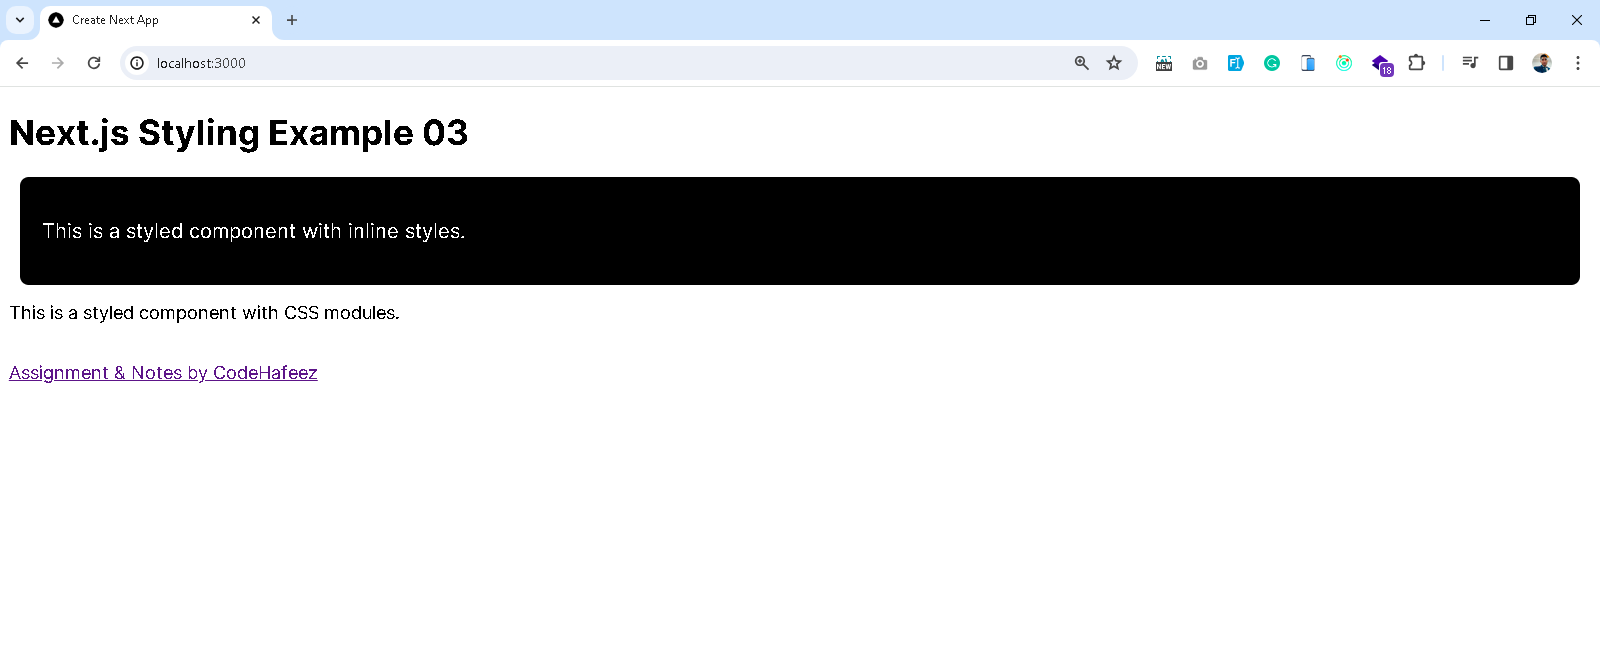 Create Next App
localhost:3000
NEW
18
Next.js Styling Example 03
This is a styled component with inline styles.
This is a styled component with CSS modules.
Assignment & Notes by CodeHafeez